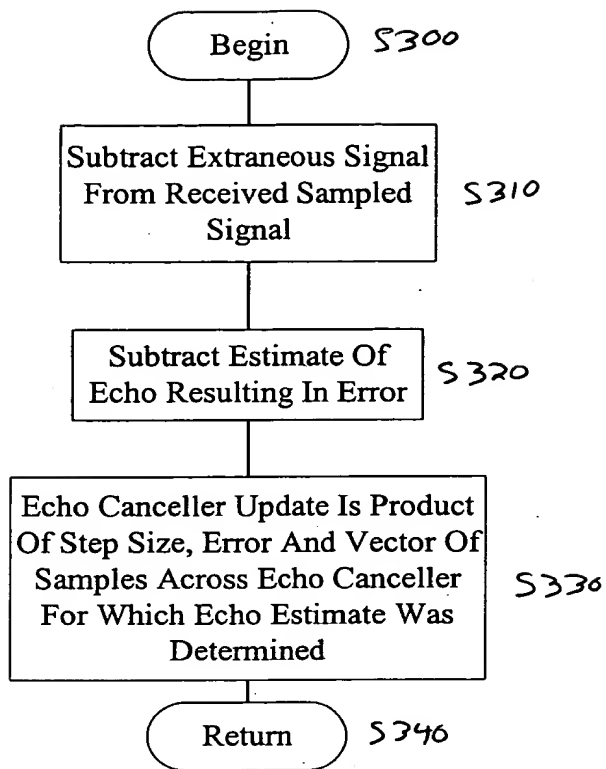 Begin S300
Subtract Extraneous Signal
From Received Sampled
Signal
S310
Subtract Estimate Of
Echo Resulting In Error
S320
Echo Canceller Update Is Product
Of Step Size, Error And Vector Of
Samples Across Echo Canceller
For Which Echo Estimate Was
Determined
S330
Return S340